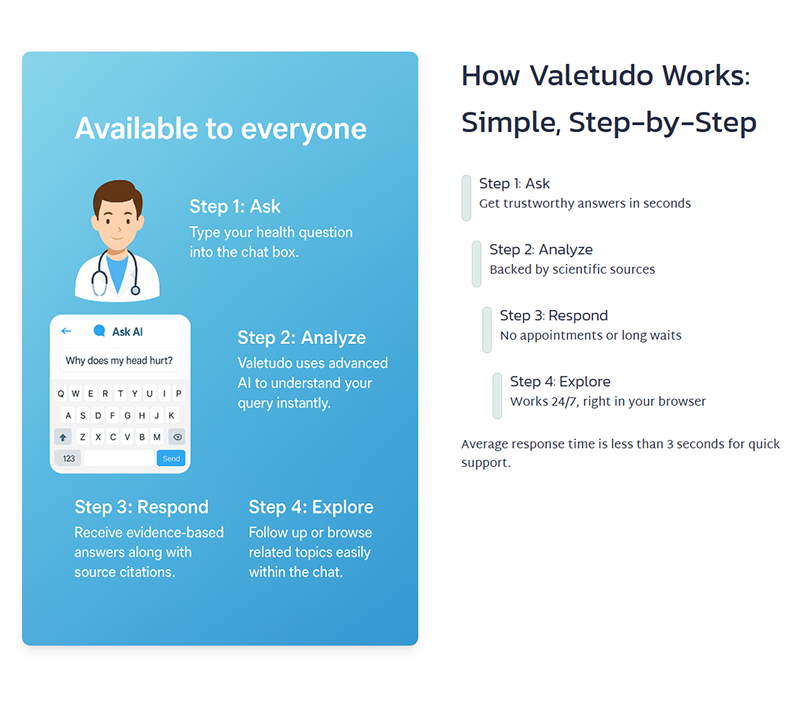 Available to everyone
Step 1: Ask
Type your health question
into the chat box.
Ask AI
Why does my head hurt?
Q W E R T Y U I P
A S D F G H J K
Z X C V B M
123
Send
Step 2: Analyze
Valetudo uses advanced
AI to understand your
query instantly.
Step 3: Respond
Receive evidence-based
answers along with
source citations.
Step 4: Explore
Follow up or browse
related topics easily
within the chat.
How Valetudo Works:
Simple, Step-by-Step
Step 1: Ask
Get trustworthy answers in seconds
Step 2: Analyze
Backed by scientific sources
Step 3: Respond
No appointments or long waits
Step 4: Explore
Works 24/7, right in your browser
Average response time is less than 3 seconds for quick
support.